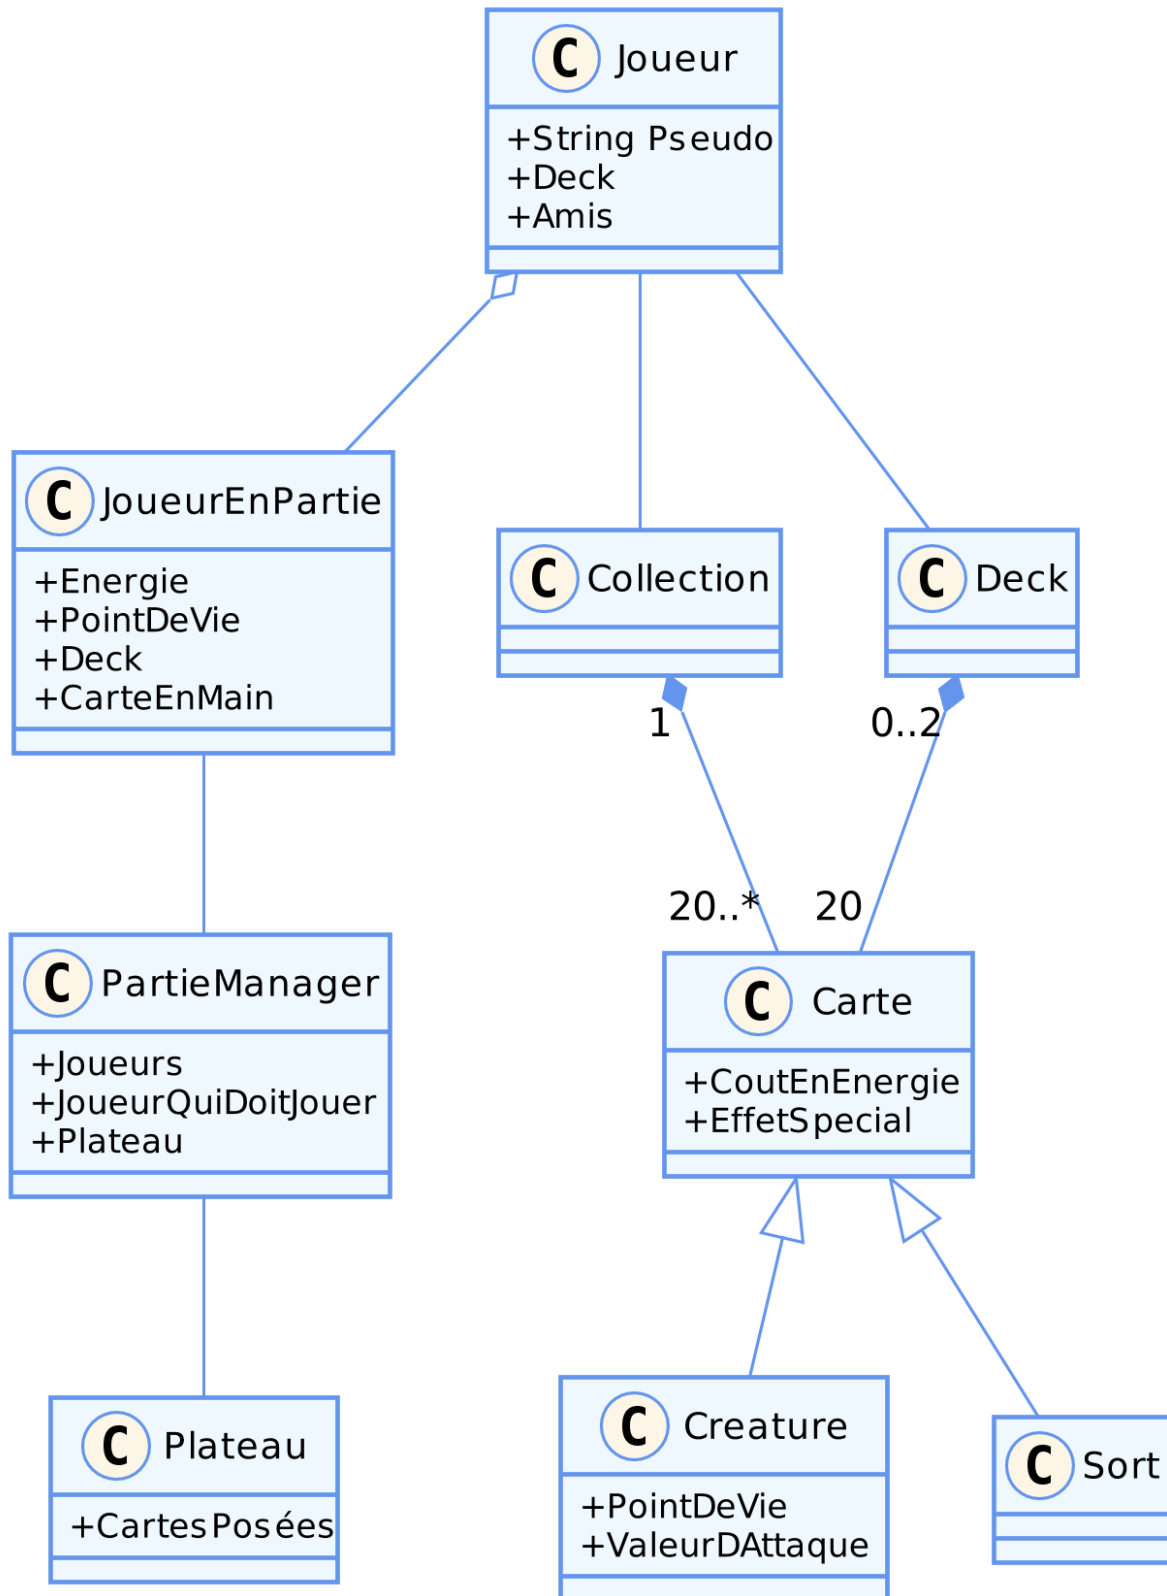 C Joueur
+String Pseudo
+Deck
+Amis
C JoueurEnPartie
+Energie
+PointDeVie
+Deck
+CarteEnMain
C Collection
C Deck
1
0..2
20..*
20
C PartieManager
+Joueurs
+JoueurQuiDoitJouer
+Plateau
C Carte
+CoutEnEnergie
+EffetSpecial
C Plateau
+CartesPosées
C Creature
+PointDeVie
+ValeurDAttaque
C Sort